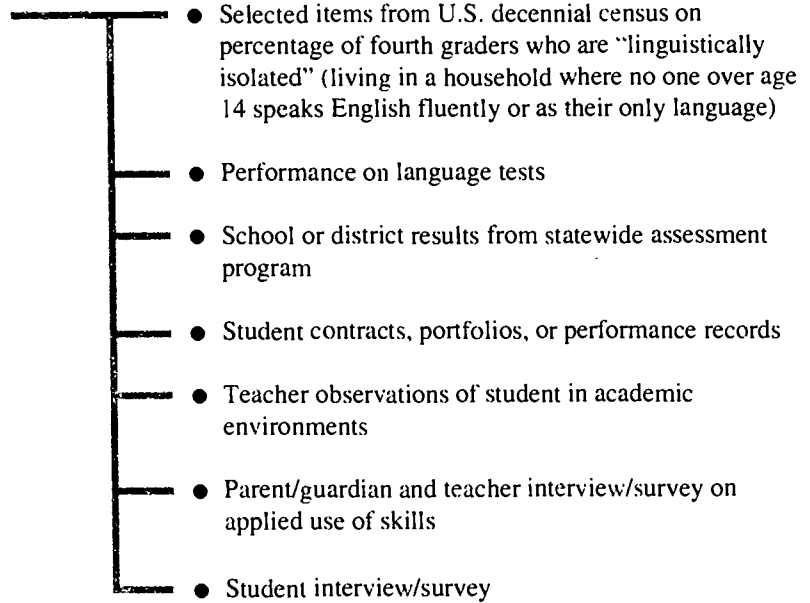 ● Selected items from U.S. decennial census on
percentage of fourth graders who are “linguistically
isolated” (living in a household where no one over age
14 speaks English fluently or as their only language)
● Performance on language tests
● School or district results from statewide assessment
program
● Student contracts, portfolios, or performance records
● Teacher observations of student in academic
environments
● Parent/guardian and teacher interview/survey on
applied use of skills
● Student interview/survey